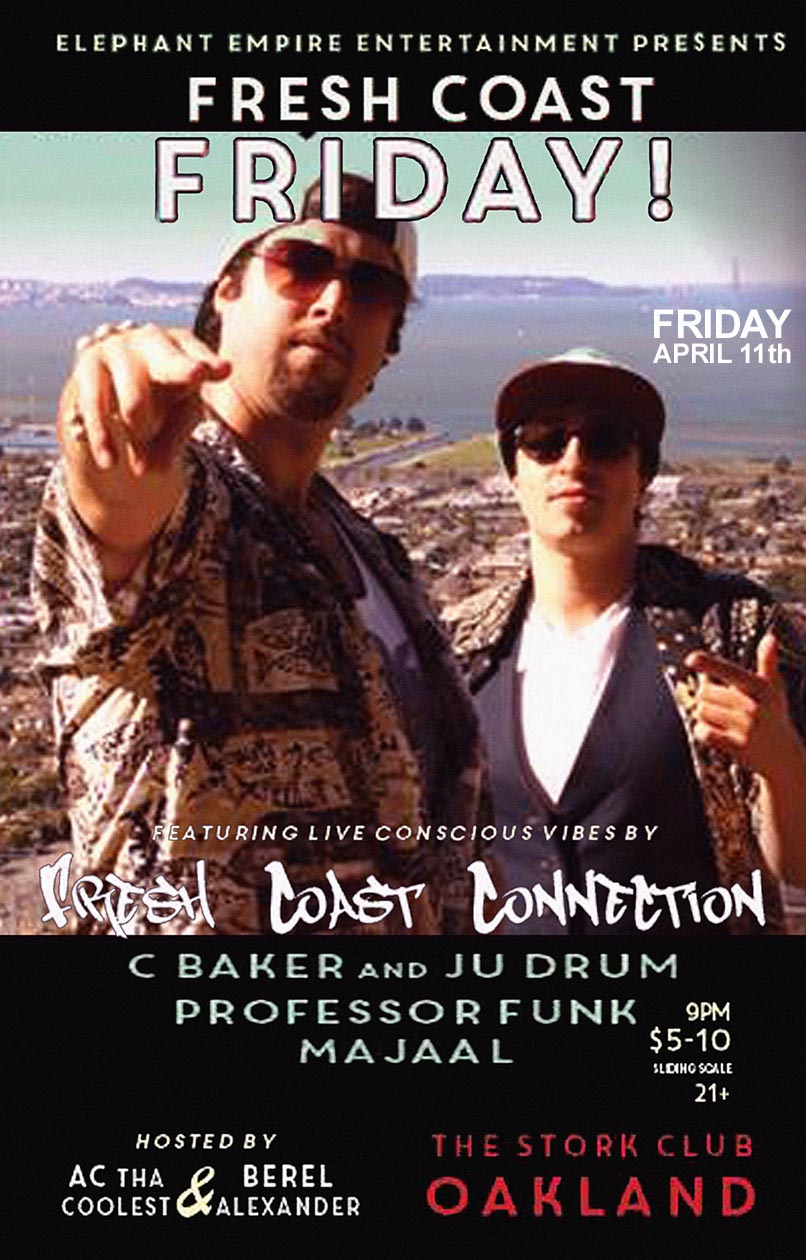 ELEPHANT EMPIRE ENTERTAINMENT PRESENTS
FRESH COAST
FRIDAY!
FRIDAY
APRIL 11th
FEATURING LIVE CONSCIOUS VIBES BY
FRESH COAST CONNECTION
C BAKER AND JU DRUM
PROFESSOR FUNK
MAJAAL
9PM
$5-10
SLIDING SCALE
21+
HOSTED BY
AC THA COOLEST & BEREL ALEXANDER
THE STORK CLUB
OAKLAND